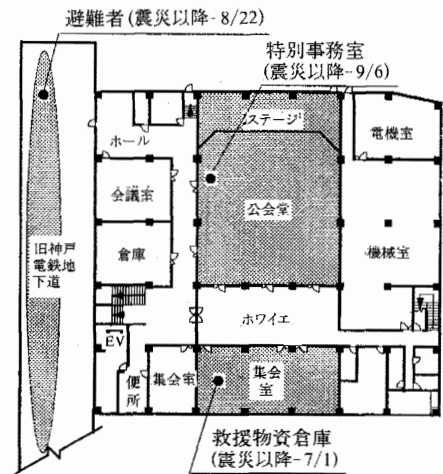 避難者(震災以降-8/22)
特別事務室
(震災以降-9/6)
ステージ
電機室
ホール
会議室
公会堂
倉庫
機械室
旧神戸
電鉄地
下道
ホワイエ
EV
便
所
集会室
集会
室
救援物資倉庫
(震災以降-7/1)